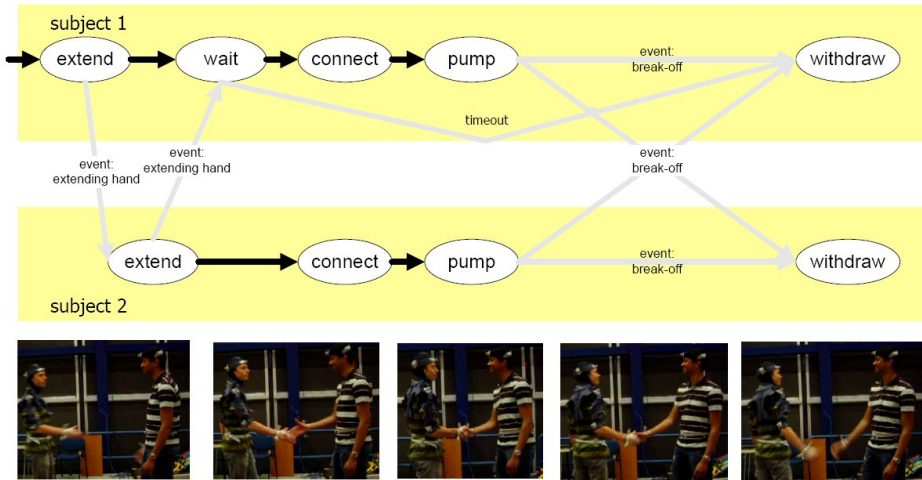 subject 1
extend
wait
connect
pump
event:
break-off
withdraw
timeout
event:
extending hand
event:
extending hand
event:
break-off
extend
connect
pump
event:
break-off
withdraw
subject 2